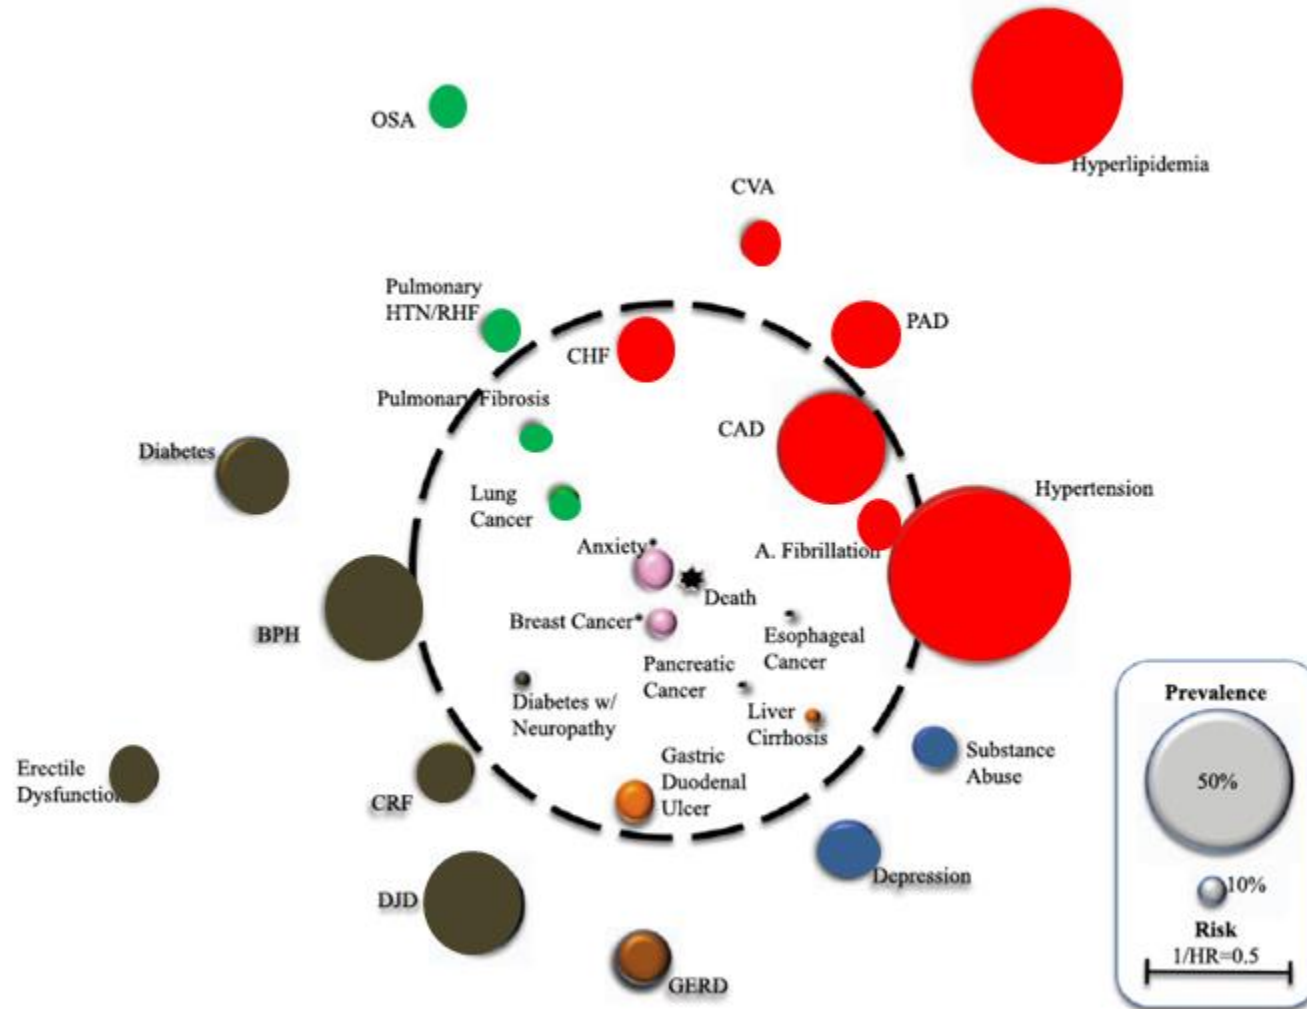 OSA
Hyperlipidemia
CVA
Pulmonary
HTN/RHF
PAD
CHF
Pulmonary Fibrosis
CAD
Diabetes
Hypertension
Lung
Cancer
Anxiety*
A. Fibrillation
Death
Breast Cancer*
Esophageal
Cancer
BPH
Pancreatic
Cancer
Diabetes w/
Neuropathy
Liver
Cirrhosis
Substance
Abuse
Gastric
Duodenal
Ulcer
Erectile
Dysfunction
CRF
Depression
DJD
GERD
Prevalence
50%
10%
Risk
1/HR=0.5